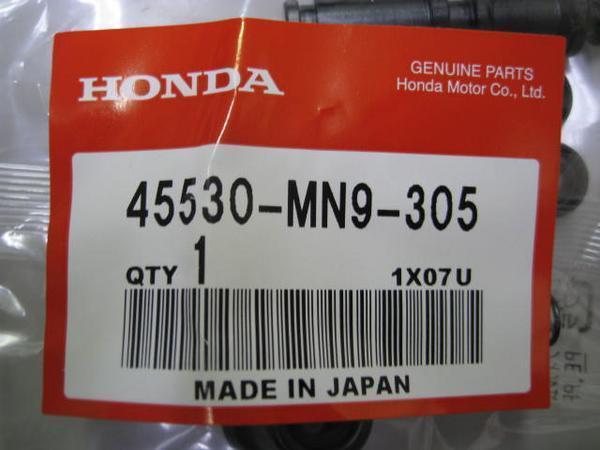 HONDA
GENUINE PARTS
Honda Motor Co., Ltd.
45530-MN9-305
QTY 1 1X07U
MADE IN JAPAN